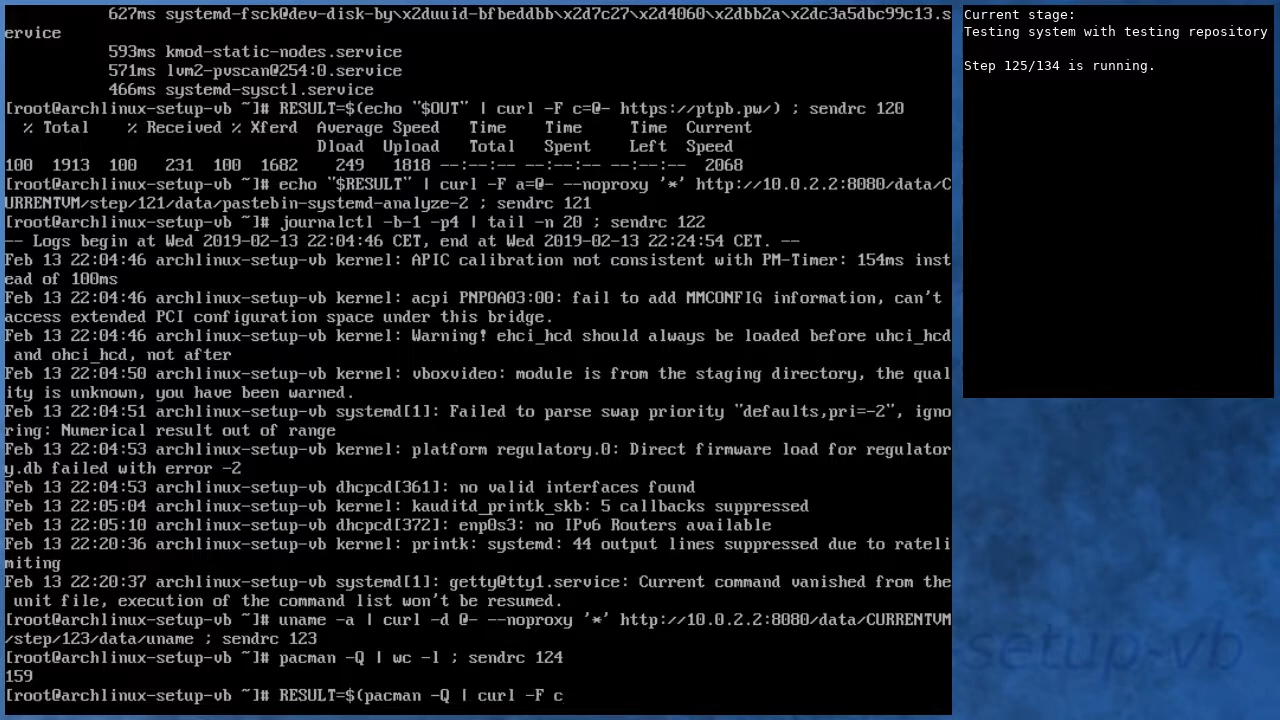 627ms systemd-fsck@dev-disk-by\x2duuid-bfbeddbb\x2d7c27\x2d4060\x2dbb2a\x2dc3a5dbc99c13.s
ervice
593ms kmod-static-nodes.service
571ms lvm2-pvscan@254:0.service
466ms systemd-sysctl.service
[root@archlinux-setup-vb ~]# RESULT=$(echo "$OUT" | curl -F c=@- https://ptpb.pw/) ; sendrc 120
% Total % Received % Xferd Average Speed Time Time Time Current
Dload Upload Total Spent Left Speed
100 1913 100 231 100 1682 249 1818 --:--:-- --:--:-- --:--:-- 2068
[root@archlinux-setup-vb ~]# echo "$RESULT" | curl -F a=@- --noproxy '*' http://10.0.2.2:8080/data/C
URRENTVM/step/121/data/pastebin-systemd-analyze-2 ; sendrc 121
[root@archlinux-setup-vb ~]# journalctl -b-1 -p4 | tail -n 20 ; sendrc 122
-- Logs begin at Wed 2019-02-13 22:04:46 CET, end at Wed 2019-02-13 22:24:54 CET. --
Feb 13 22:04:46 archlinux-setup-vb kernel: APIC calibration not consistent with PM-Timer: 154ms inst
ead of 100ms
Feb 13 22:04:46 archlinux-setup-vb kernel: acpi PNP0A03:00: fail to add MMCONFIG information, can't
access extended PCI configuration space under this bridge.
Feb 13 22:04:46 archlinux-setup-vb kernel: Warning! ehci_hcd should always be loaded before uhci_hcd
and ohci_hcd, not after
Feb 13 22:04:50 archlinux-setup-vb kernel: vboxvideo: module is from the staging directory, the qual
ity is unknown, you have been warned.
Feb 13 22:04:51 archlinux-setup-vb systemd[1]: Failed to parse swap priority "defaults,pri=-2", igno
ring: Numerical result out of range
Feb 13 22:04:53 archlinux-setup-vb kernel: platform regulatory.0: Direct firmware load for regulator
y.db failed with error -2
Feb 13 22:04:53 archlinux-setup-vb dhcpcd[361]: no valid interfaces found
Feb 13 22:05:04 archlinux-setup-vb kernel: kauditd_printk_skb: 5 callbacks suppressed
Feb 13 22:05:10 archlinux-setup-vb dhcpcd[372]: enp0s3: no IPv6 Routers available
Feb 13 22:20:36 archlinux-setup-vb kernel: printk: systemd: 44 output lines suppressed due to rateli
miting
Feb 13 22:20:37 archlinux-setup-vb systemd[1]: getty@tty1.service: Current command vanished from the
unit file, execution of the command list won't be resumed.
[root@archlinux-setup-vb ~]# uname -a | curl -d @- --noproxy '*' http://10.0.2.2:8080/data/CURRENTVM
/step/123/data/uname ; sendrc 123
[root@archlinux-setup-vb ~]# pacman -Q | wc -l ; sendrc 124
159
[root@archlinux-setup-vb ~]# RESULT=$(pacman -Q | curl -F c
Current stage:
Testing system with testing repository
Step 125/134 is running.
setup-vb